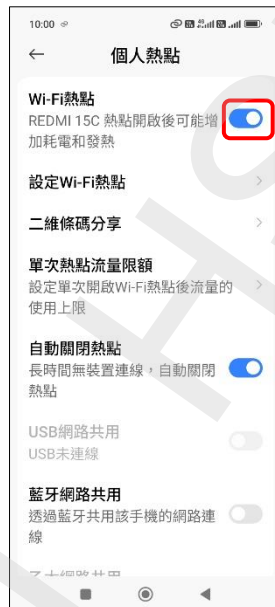 10:00
個人熱點
Wi-Fi熱點
REDMI 15C 熱點開啟後可能增
加耗電和發熱
設定Wi-Fi熱點
二維條碼分享
單次熱點流量限額
設定單次開啟Wi-Fi熱點後流量的
使用上限
自動關閉熱點
長時間無裝置連線，自動關閉
熱點
USB網路共用
USB未連線
藍牙網路共用
透過藍牙共用該手機的網路連
線
乙太網路共用